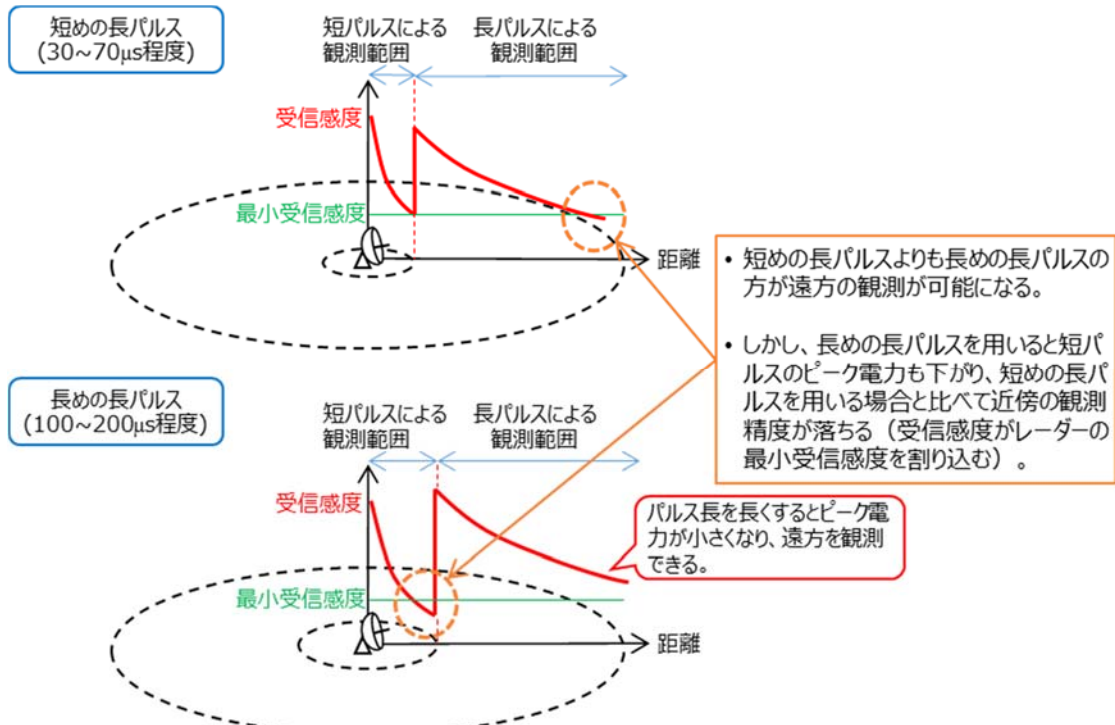 短めの長パルス
(30~70μs程度)
短パルスによる
観測範囲
長パルスによる
観測範囲
受信感度
最小受信感度
距離
• 短めの長パルスよりも長めの長パルスの
方が遠方の観測が可能になる。
• しかし、長めの長パルスを用いると短パ
ルスのピーク電力も下がり、短めの長パ
ルスを用いる場合と比べて近傍の観測
精度が落ちる（受信感度がレーダーの
最小受信感度を割り込む）。
長めの長パルス
(100~200μs程度)
短パルスによる
観測範囲
長パルスによる
観測範囲
受信感度
パルス長を長くするとピーク電
力が小さくなり、遠方を観測
できる。
最小受信感度
距離